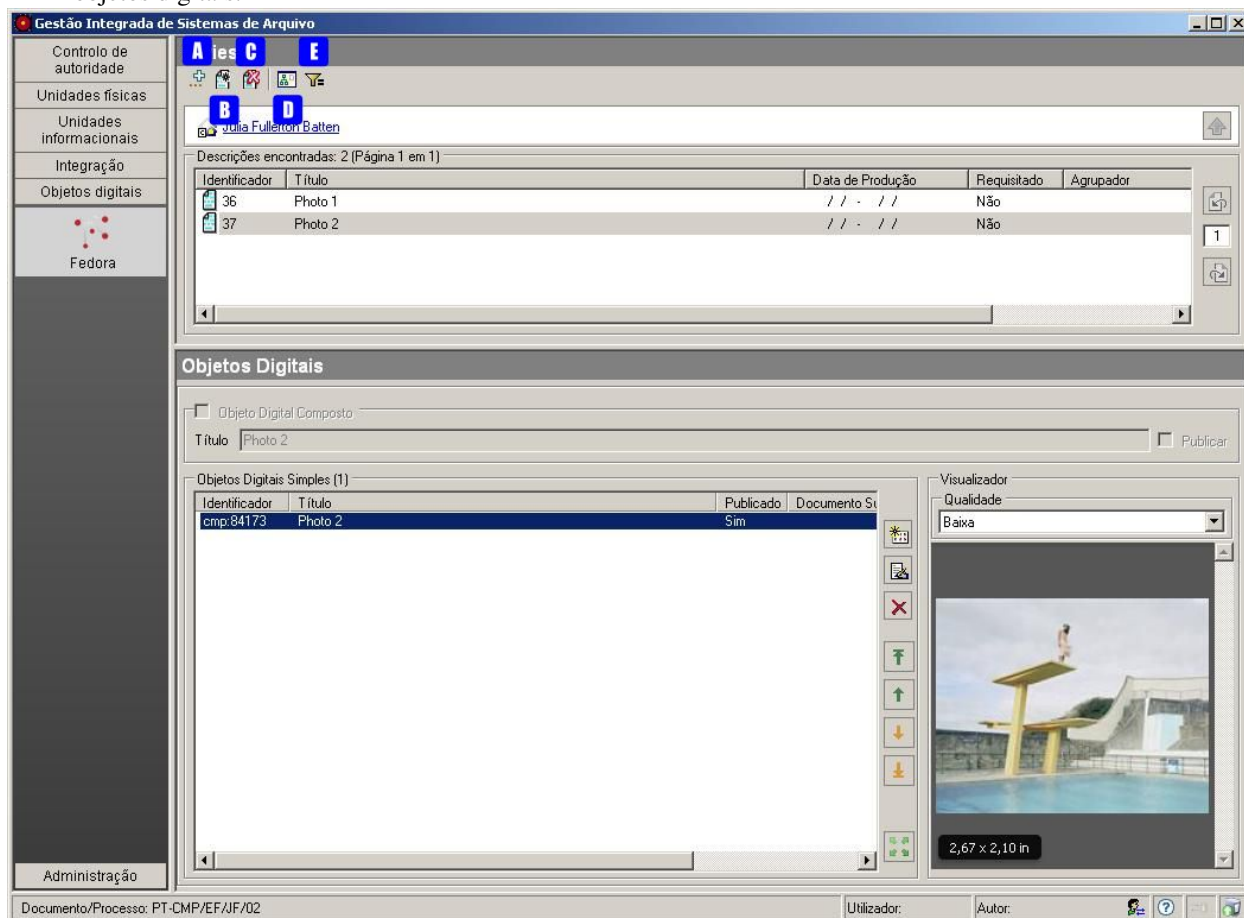 Gestão Integrada de Sistemas de Arquivo
Controlo de
autoridade
Unidades físicas
Unidades
informacionais
Integração
Objetos digitais
Fedora
Administração
A C E
B D
Julia Fullerton Batten
Descrições encontradas: 2 (Página 1 em 1)
Identificador Título Data de Produção Requisitado Agrupador
36 Photo 1 / / - / / Não
37 Photo 2 / / - / / Não
1
Objetos Digitais
Objeto Digital Composto
Título Photo 2 Publicar
Objetos Digitais Simples (1)
Identificador Título Publicado Documento Su
cmp:84173 Photo 2 Sim
Visualizador
Qualidade
Baixa
2,67 x 2,10 in
Documento/Processo: PT-CMP/EF/JF/02 Utilizador: Autor: